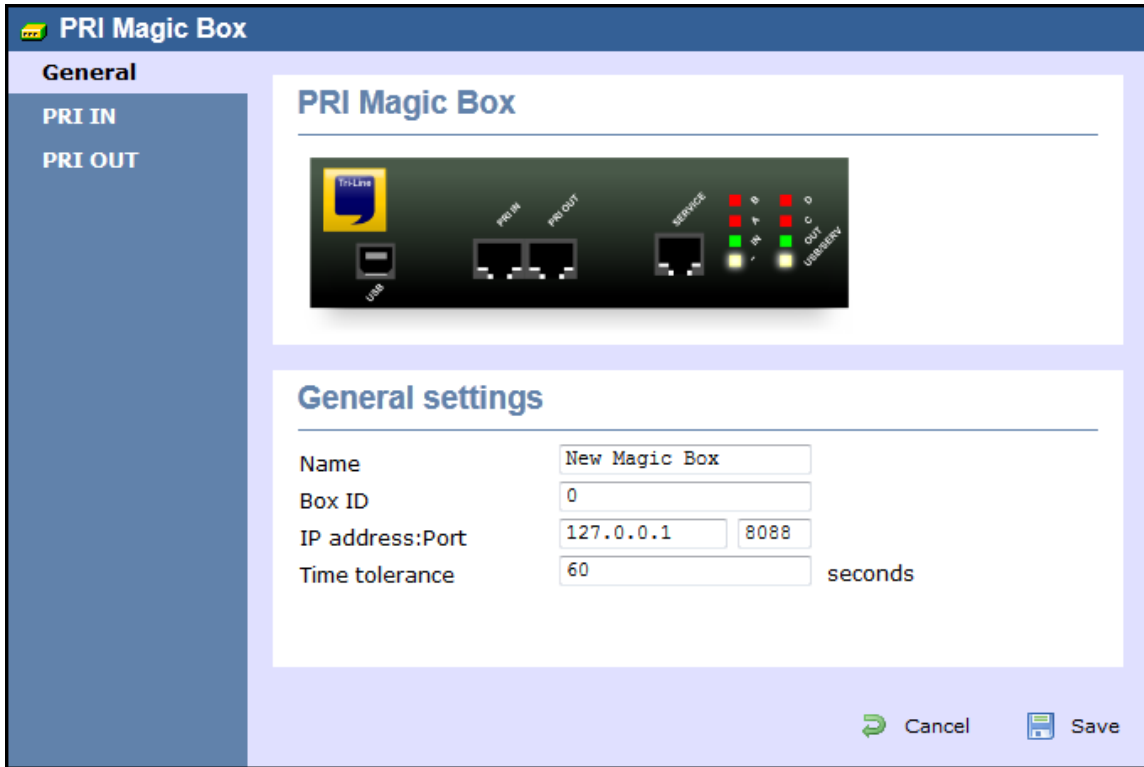 PRI Magic Box
General
PRI IN
PRI OUT
PRI Magic Box
Tri-Line
USB
PRI IN
PRI OUT
SERVICE
B
A
IN
-
D
C
OUT
USB/SERV
General settings
Name New Magic Box
Box ID 0
IP address:Port 127.0.0.1 8088
Time tolerance 60 seconds
Cancel Save